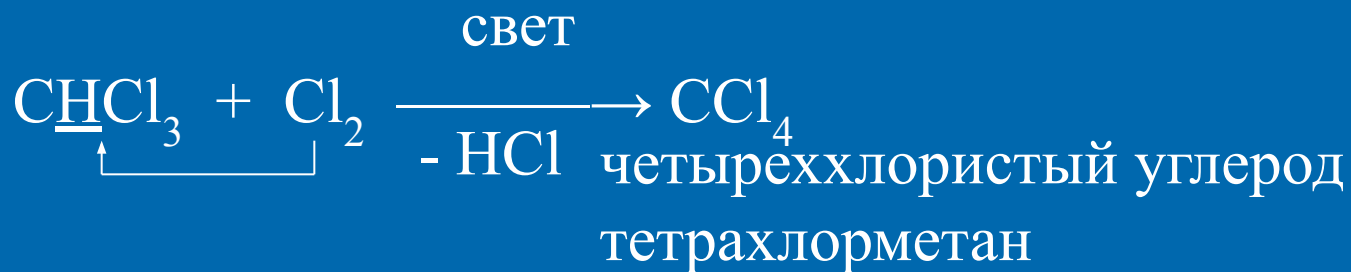 свет
CHCl₃ + Cl₂ → CCl₄
- HCl
четыреххлористый углерод
тетрахлорметан